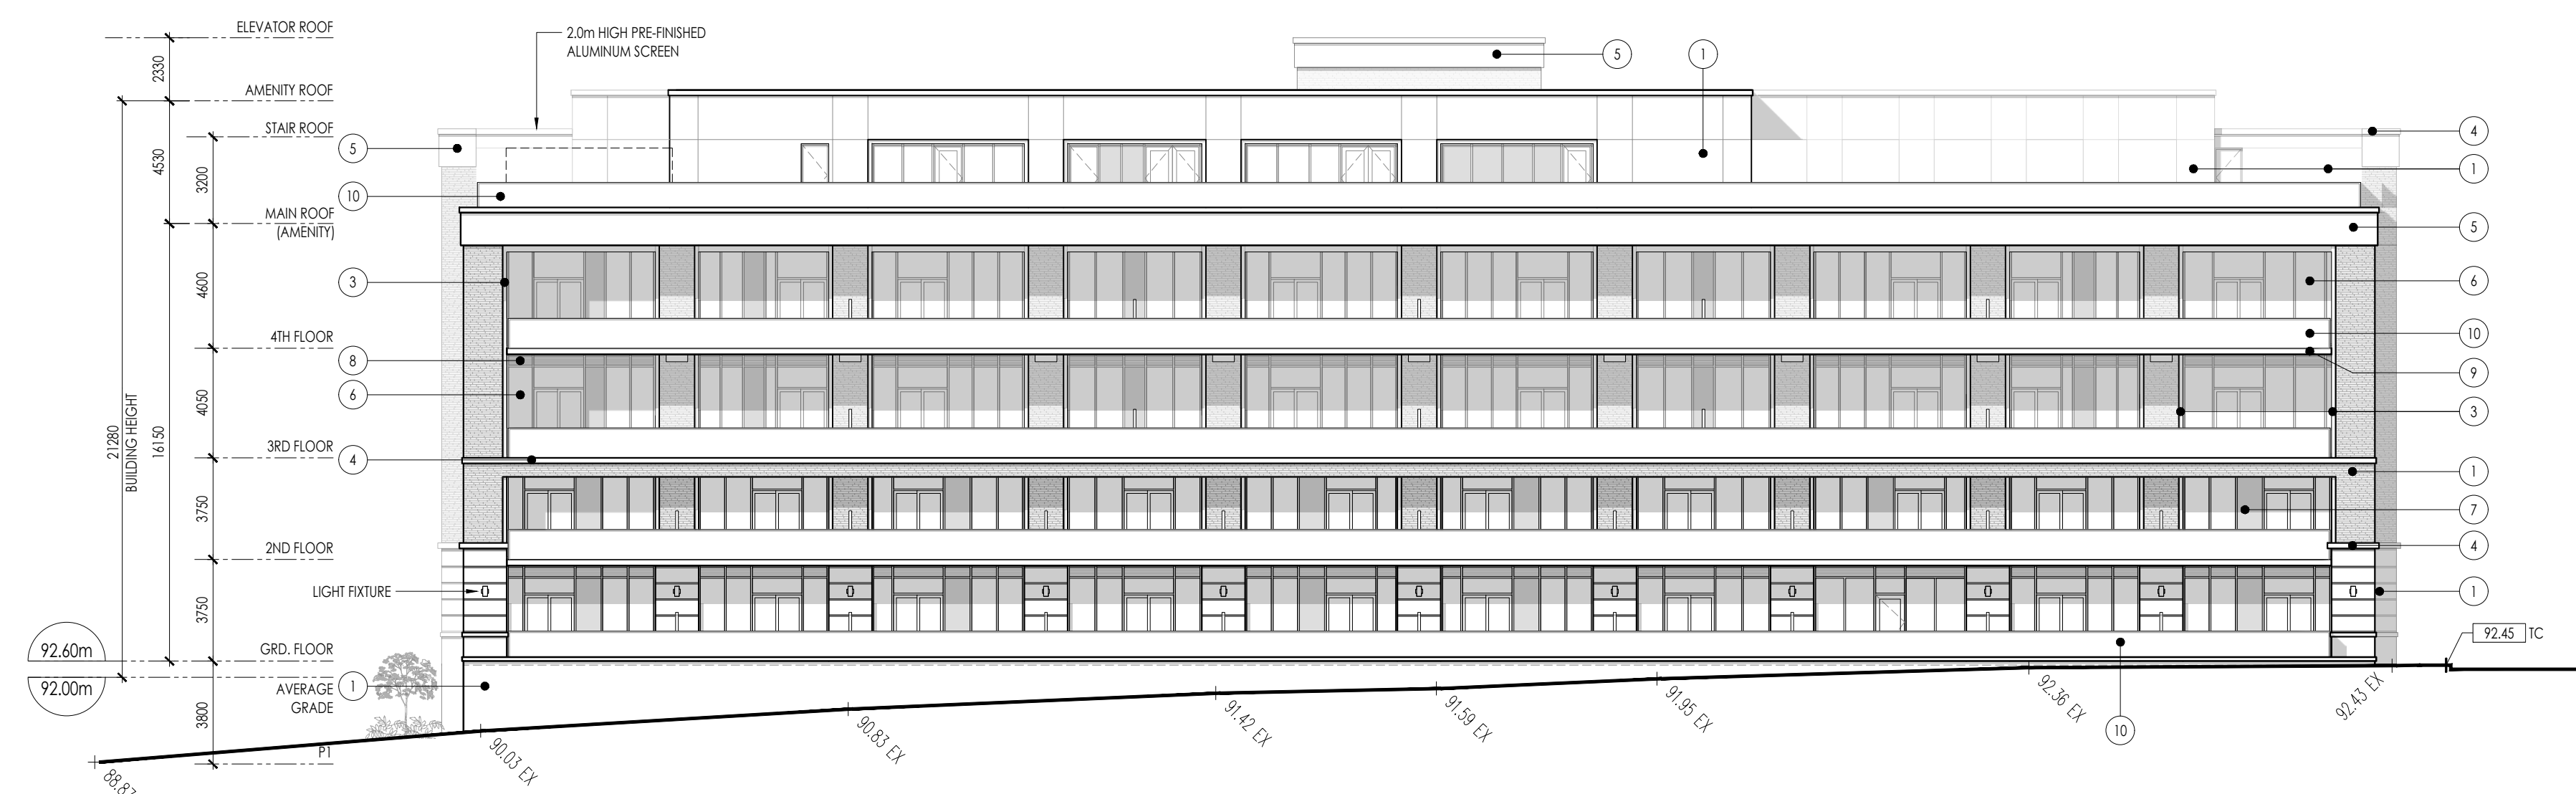 ELEVATOR ROOF
2.0m HIGH PRE-FINISHED
ALUMINUM SCREEN
5
1
2330
AMENITY ROOF
STAIR ROOF
4
5
4530
3200
1
10
MAIN ROOF
(AMENITY)
5
4600
3
6
4TH FLOOR
10
8
9
6
4050
3
21280
BUILDING HEIGHT
16150
3RD FLOOR
4
1
3750
7
2ND FLOOR
4
LIGHT FIXTURE
1
3750
92.45 TC
GRD. FLOOR
92.60m
92.00m
AVERAGE
GRADE
1
3800
P1
88.87
90.03 EX
90.83 EX
91.42 EX
91.59 EX
91.95 EX
92.36 EX
92.43 EX
10